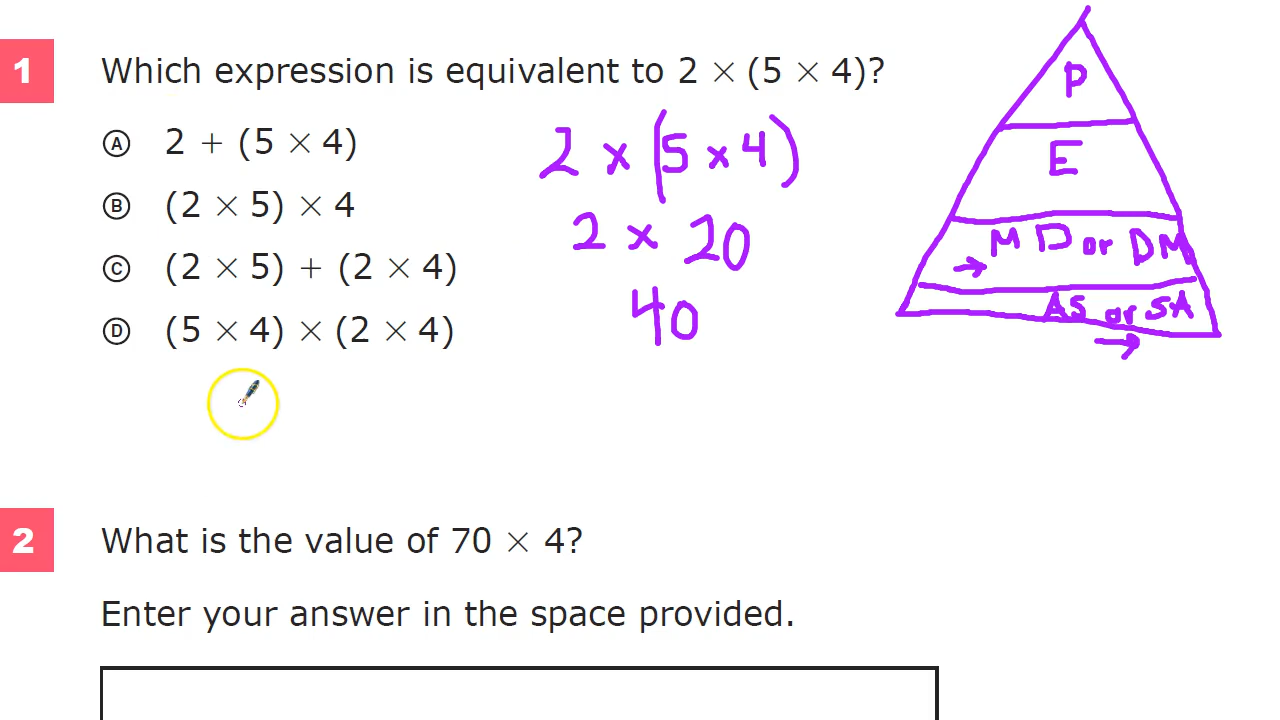 1 Which expression is equivalent to 2 × (5 × 4)?
A 2 + (5 × 4)
B (2 × 5) × 4
C (2 × 5) + (2 × 4)
D (5 × 4) × (2 × 4)
2 x (5 x 4)
2 x 20
40
P
E
→ M D or DM
AS or SA
→
2 What is the value of 70 × 4?
Enter your answer in the space provided.